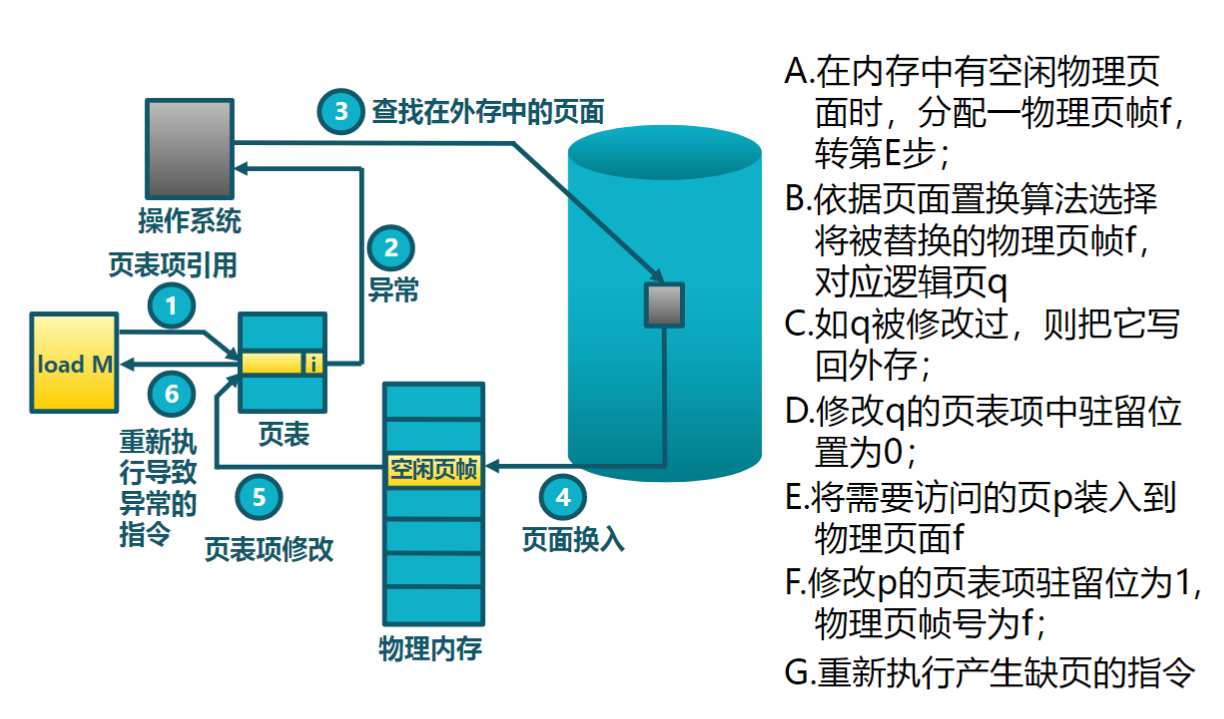 3 查找在外存中的页面
操作系统
2
异常
页表项引用
1
load M
i
6
重新执
行导致
异常的
指令
页表
5
页表项修改
空闲页帧
4
页面换入
物理内存
A.在内存中有空闲物理页
面时，分配一物理页帧f，
转第E步；
B.依据页面置换算法选择
将被替换的物理页帧f，
对应逻辑页q
C.如q被修改过，则把它写
回外存；
D.修改q的页表项中驻留位
置为0；
E.将需要访问的页p装入到
物理页面f
F.修改p的页表项驻留位为1，
物理页帧号为f；
G.重新执行产生缺页的指令